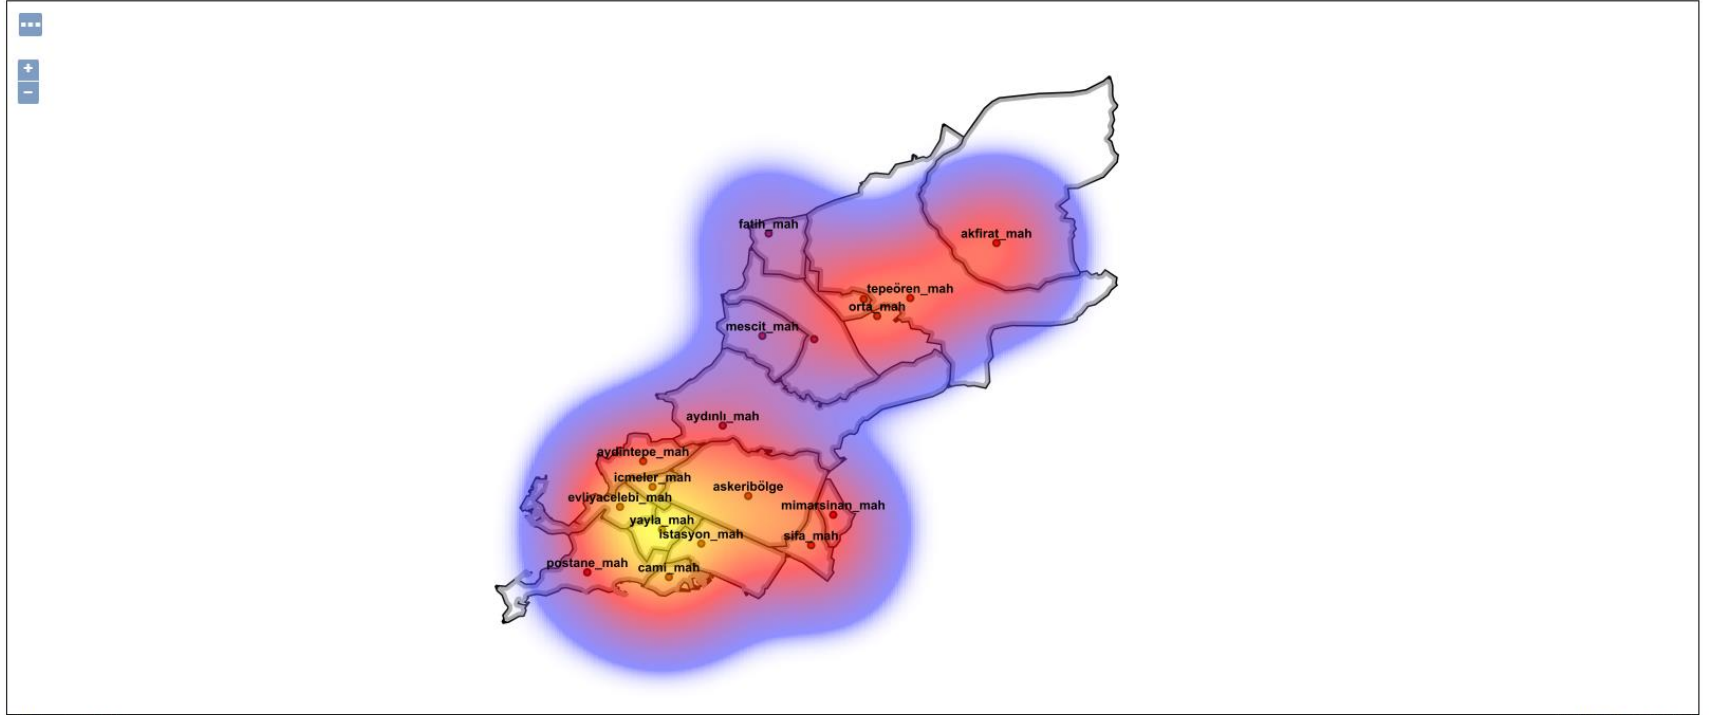 +
−
fatih_mah
akfirat_mah
tepeören_mah
orta_mah
mescit_mah
aydınlı_mah
aydintepe_mah
icmeler_mah
askeribölge
evliyacelebi_mah
mimarsinan_mah
yayla_mah
istasyon_mah
sifa_mah
postane_mah
cami_mah